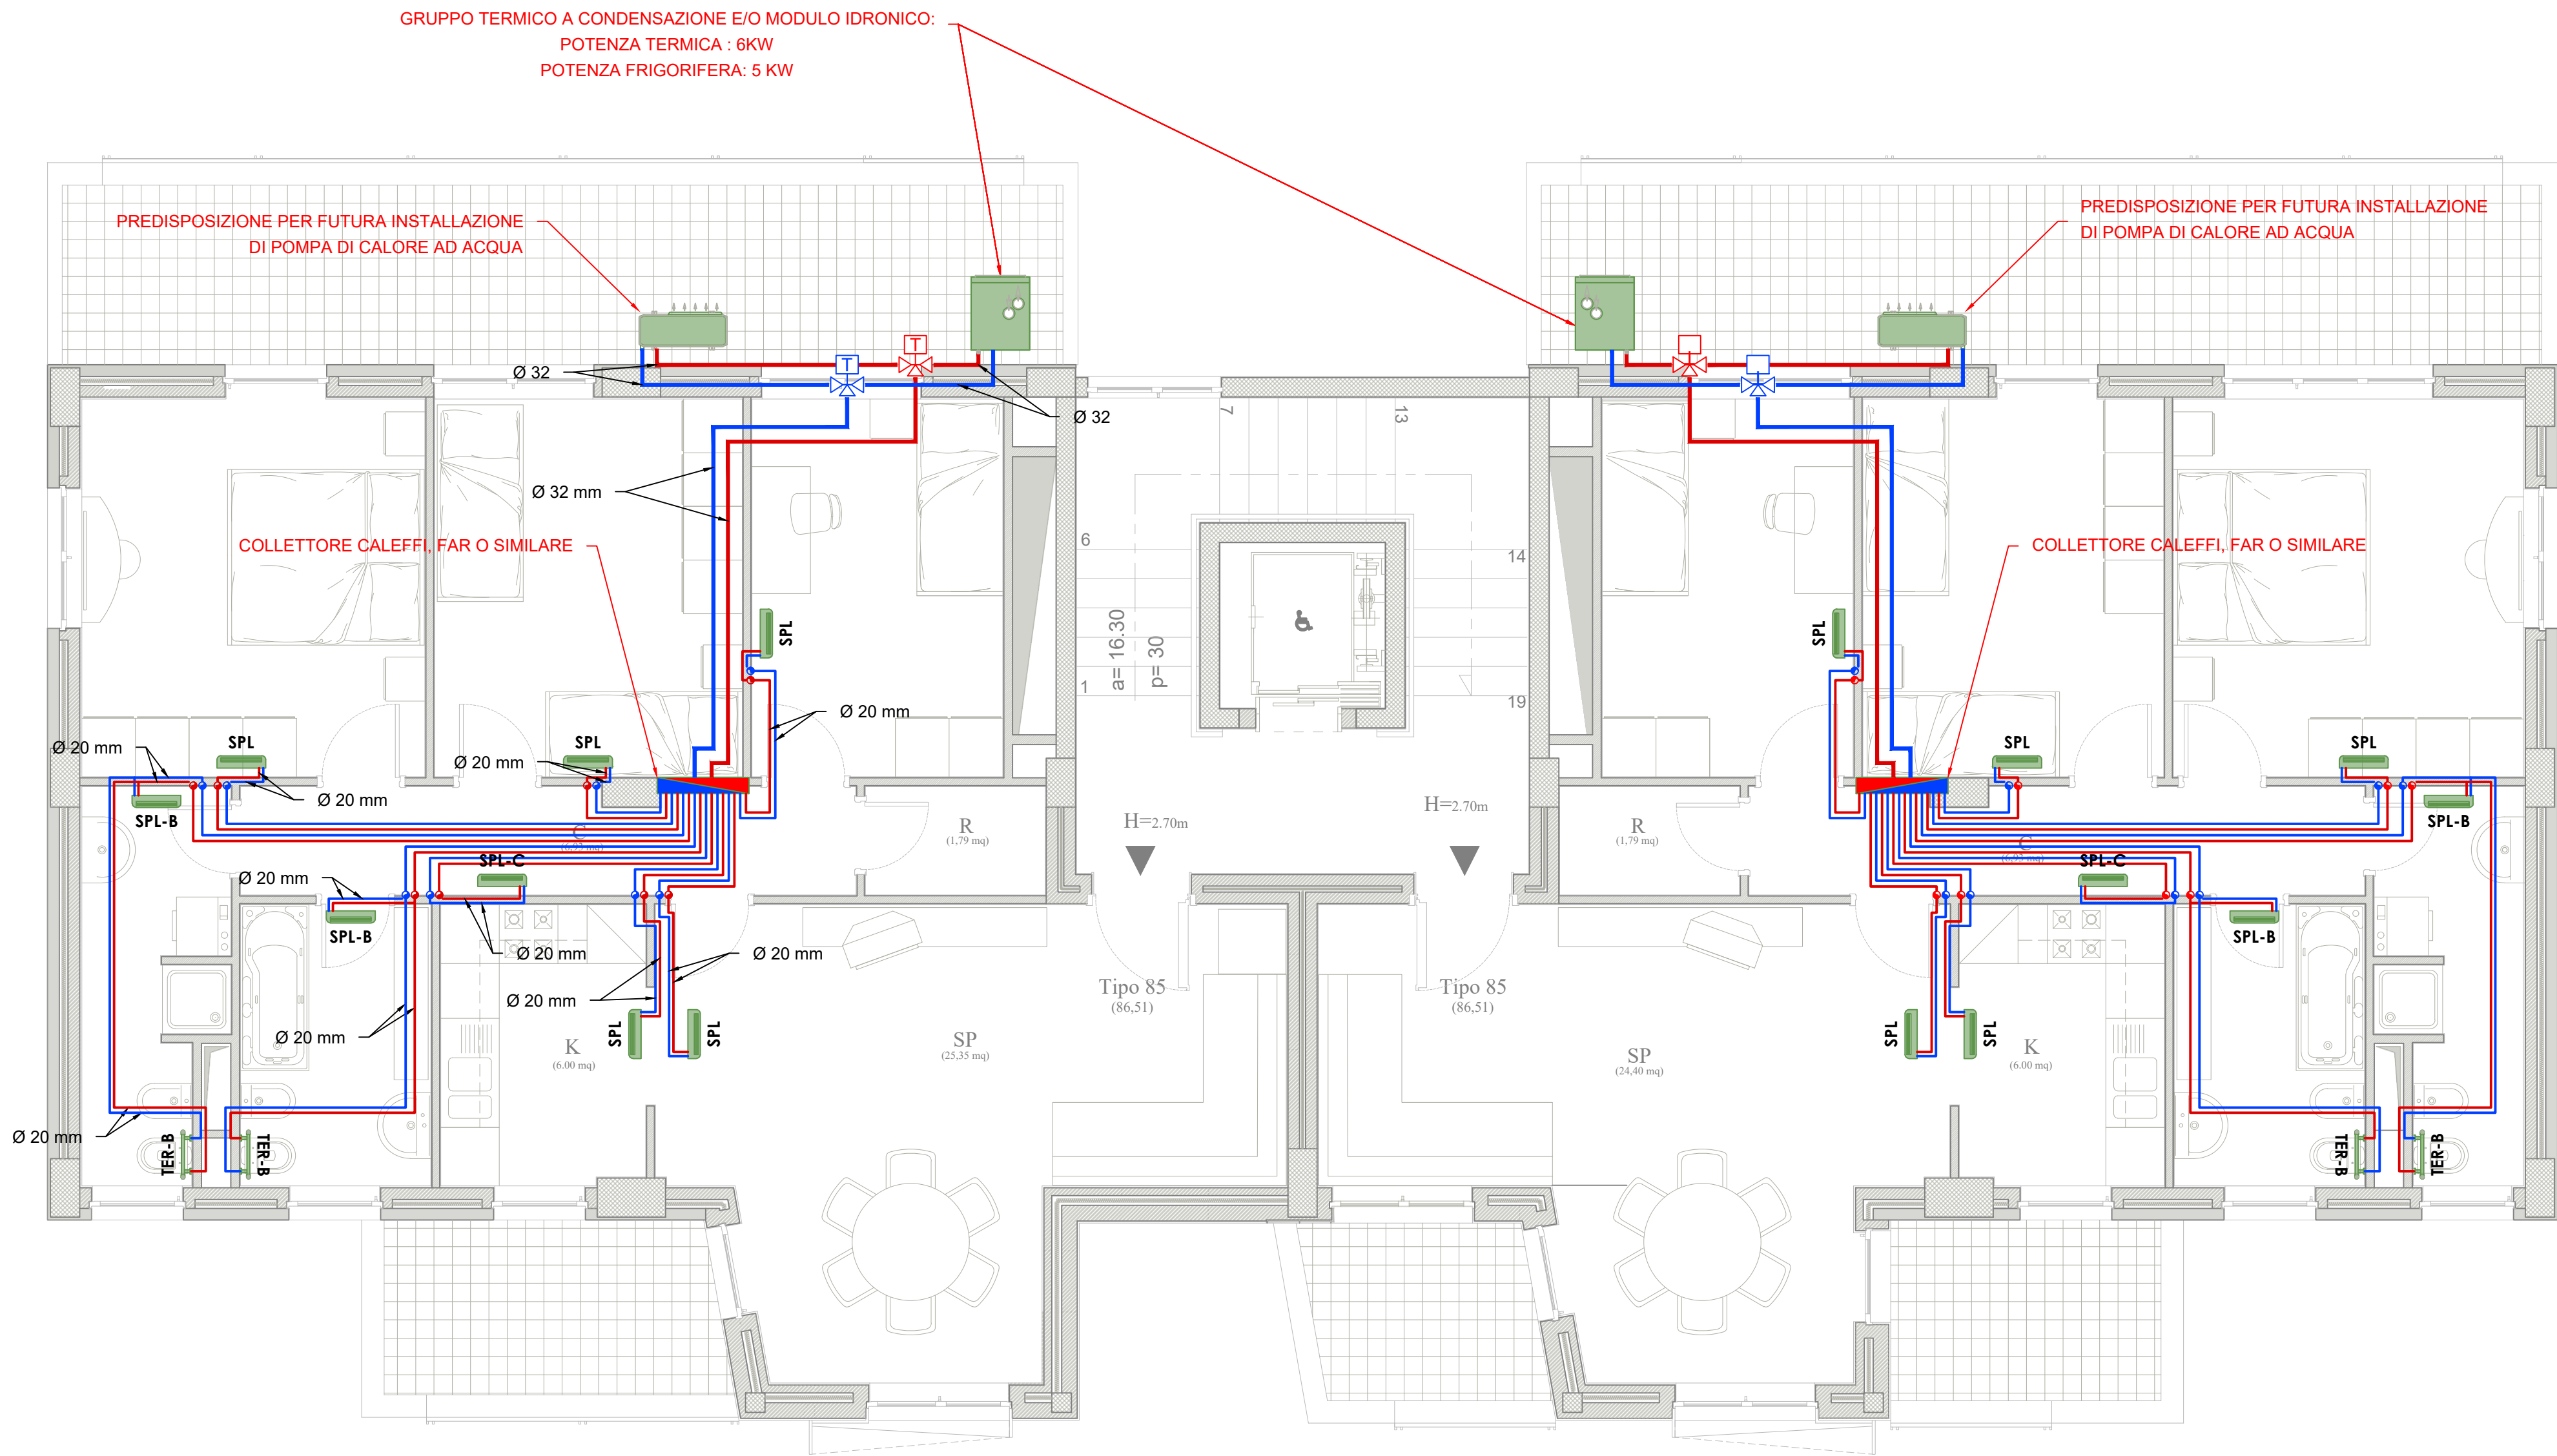 GRUPPO TERMICO A CONDENSAZIONE E/O MODULO IDRONICO:
POTENZA TERMICA : 6KW
POTENZA FRIGORIFERA: 5 KW
PREDISPOSIZIONE PER FUTURA INSTALLAZIONE
DI POMPA DI CALORE AD ACQUA
PREDISPOSIZIONE PER FUTURA INSTALLAZIONE
DI POMPA DI CALORE AD ACQUA
T
T
Ø 32
Ø 32
7
13
Ø 32 mm
COLLETTORE CALEFFI, FAR O SIMILARE
COLLETTORE CALEFFI, FAR O SIMILARE
6
14
a= 16.30
p= 30
1
19
SPL
SPL
Ø 20 mm
Ø 20 mm
SPL
SPL
Ø 20 mm
SPL
SPL
Ø 20 mm
SPL-B
SPL-B
H=2.70m
H=2.70m
R
(1,79 mq)
R
(1,79 mq)
C
(6,93 mq)
C
(6,93 mq)
SPL-C
SPL-C
Ø 20 mm
SPL-B
SPL-B
Ø 20 mm
Ø 20 mm
Ø 20 mm
Tipo 85
(86,51)
Tipo 85
(86,51)
Ø 20 mm
SPL
SPL
SPL
SPL
K
(6.00 mq)
SP
(25,35 mq)
SP
(24,40 mq)
K
(6.00 mq)
Ø 20 mm
TER-B
TER-B
TER-B
TER-B